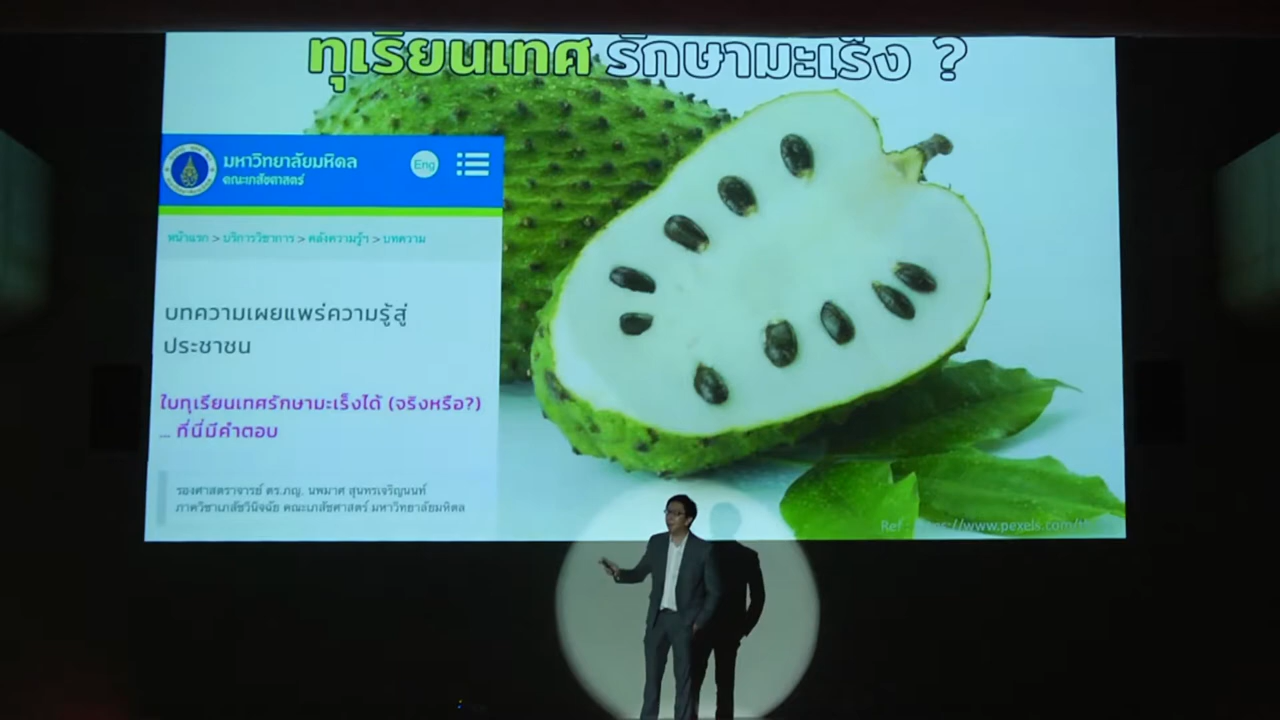 ทุเรียนเทศ รักษามะเร็ง ?
มหาวิทยาลัยมหิดล
คณะเภสัชศาสตร์
Eng
หน้าแรก > บริการวิชาการ > คลังความรู้ฯ > บทความ
บทความเผยแพร่ความรู้สู่
ประชาชน
ใบทุเรียนเทศรักษามะเร็งได้ (จริงหรือ?)
... ที่นี่มีคำตอบ
รองศาสตราจารย์ ดร.ภญ. นพมาศ สุนทรเจริญนนท์
ภาควิชาเภสัชวินิจฉัย คณะเภสัชศาสตร์ มหาวิทยาลัยมหิดล
Ref
www.pexels.com